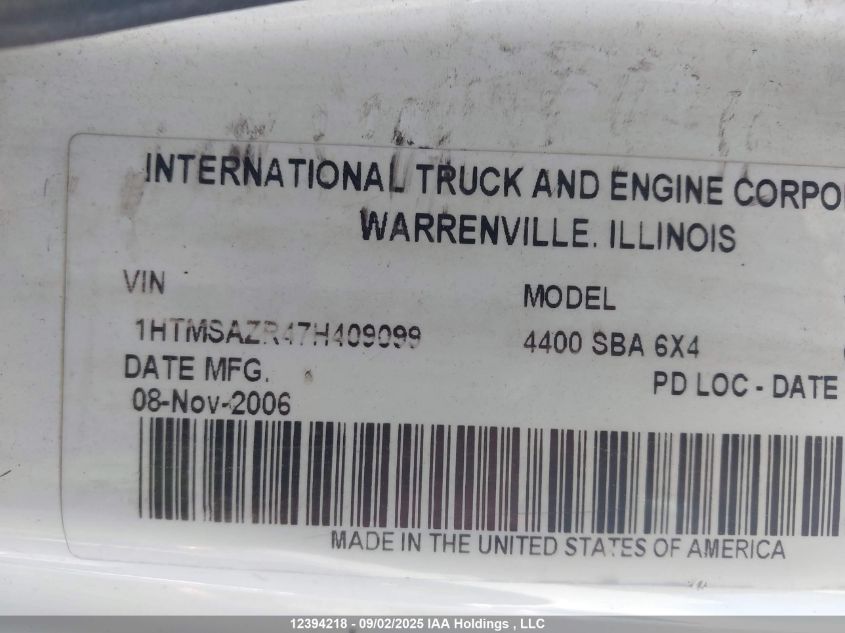 INTERNATIONAL TRUCK AND ENGINE CORPO
WARRENVILLE, ILLINOIS
VIN
MODEL
1HTMSAZR47H409099
4400 SBA 6X4
DATE MFG.
PD LOC - DATE
08-Nov-2006
MADE IN THE UNITED STATES OF AMERICA
12394218 - 09/02/2025 IAA Holdings , LLC